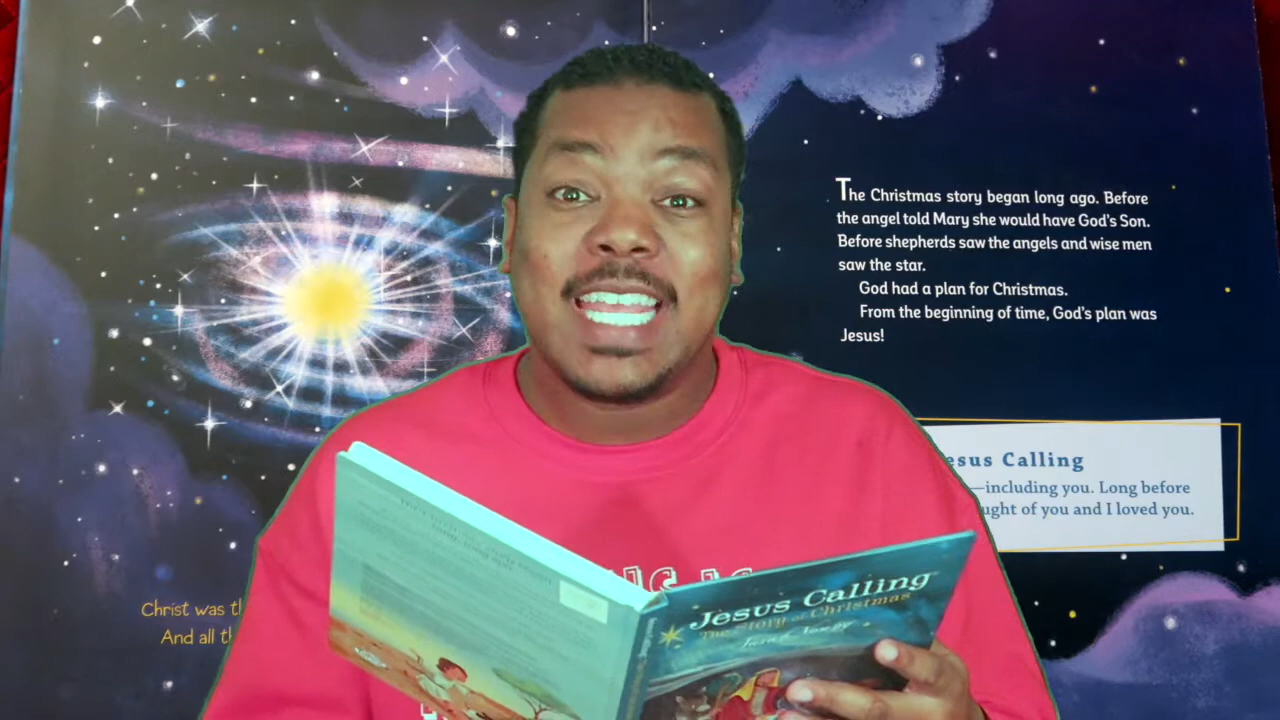 The Christmas story began long ago. Before
the angel told Mary she would have God's Son.
Before shepherds saw the angels and wise men
saw the star.
God had a plan for Christmas.
From the beginning of time, God's plan was
Jesus!
esus Calling
—including you. Long before
ught of you and I loved you.
Christ was t
And all t
Jesus Calling
The Story of Christmas